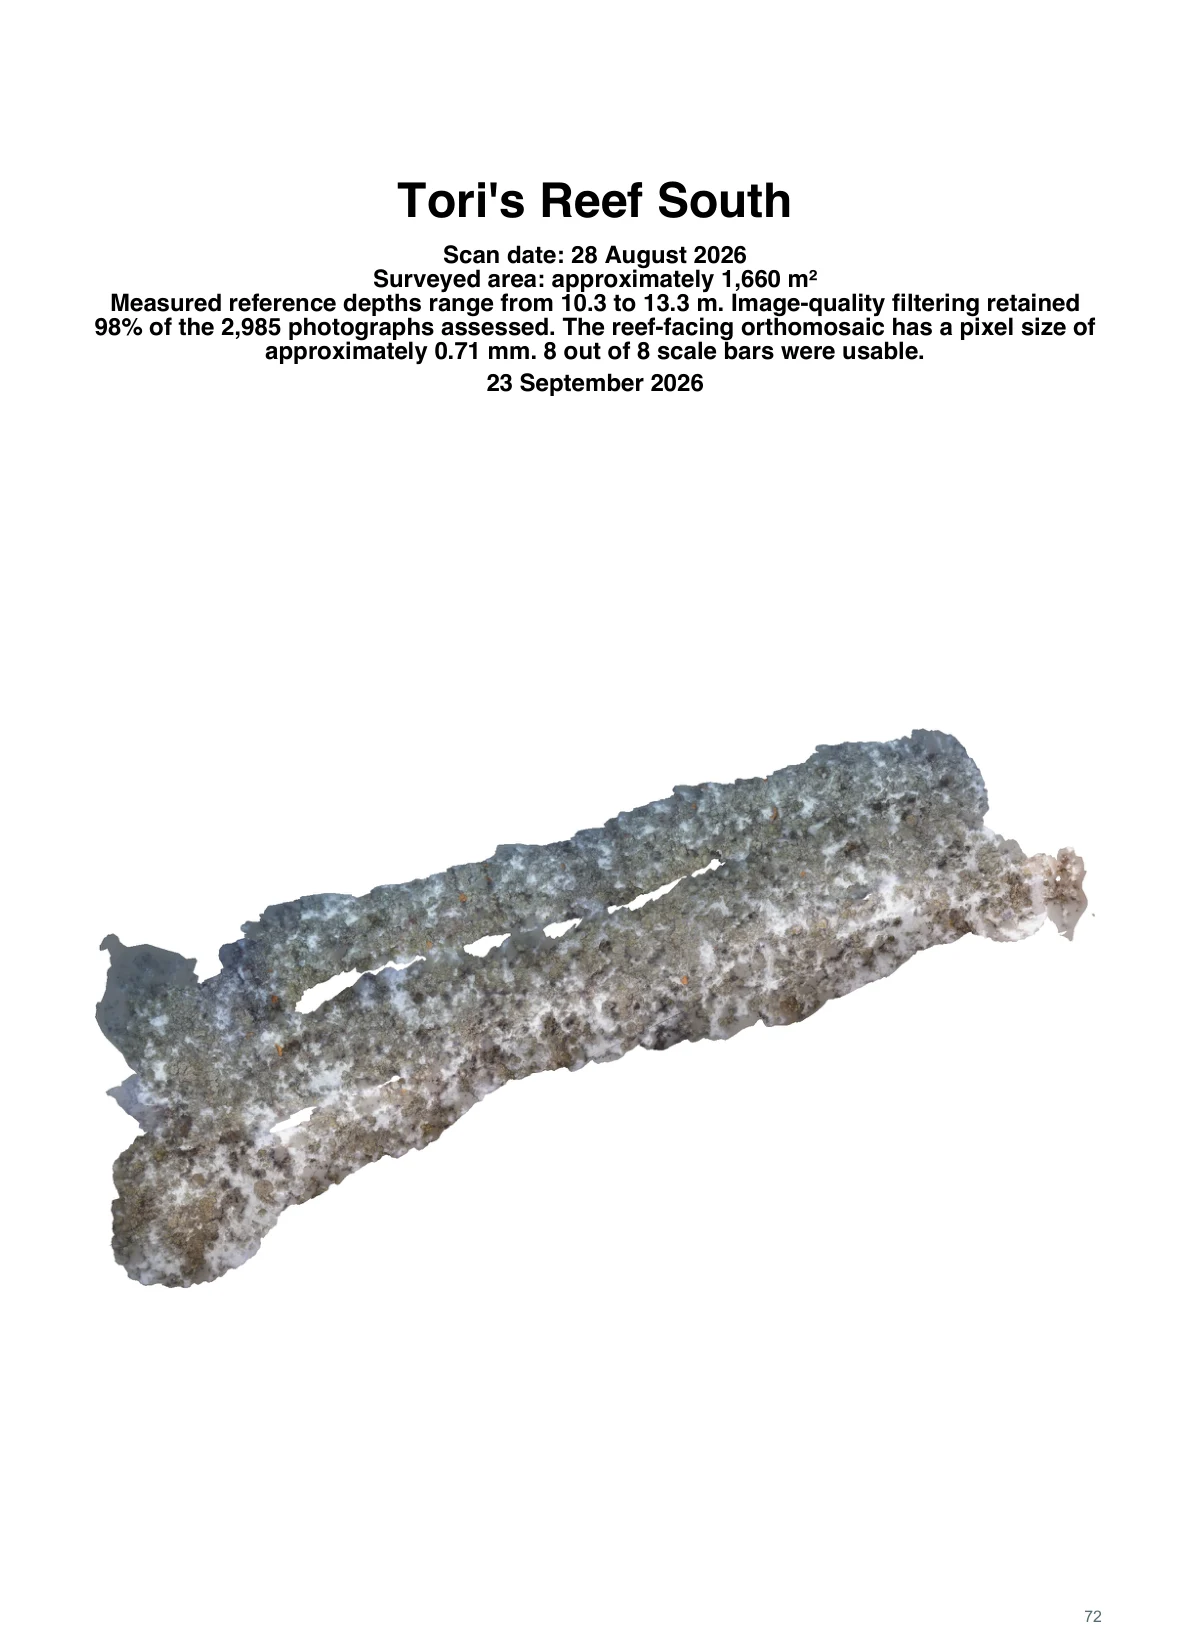 Tori's Reef South
Scan date: 28 August 2026
Surveyed area: approximately 1,660 m²
Measured reference depths range from 10.3 to 13.3 m. Image-quality filtering retained
98% of the 2,985 photographs assessed. The reef-facing orthomosaic has a pixel size of
approximately 0.71 mm. 8 out of 8 scale bars were usable.
23 September 2026
72